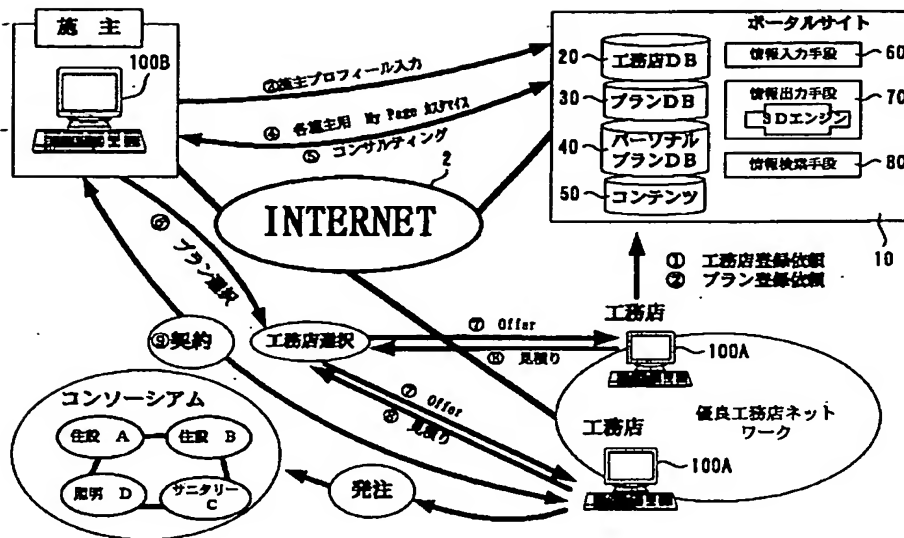 施 主
100B
ポータルサイト
20
工務店DB
30
プランDB
40
パーソナル
プランDB
50
コンテンツ
情報入力手段
60
情報出力手段
3Dエンジン
70
情報検索手段
80
10
③施主プロフィール入力
④ 各施主用 My Page カスタマイズ
⑤ コンサルティング
2
INTERNET
① 工務店登録依頼
② プラン登録依頼
⑥ プラン選択
⑨契約
工務店選択
⑦ Offer
⑧ 見積り
⑦ Offer
⑧ 見積り
工務店
100A
優良工務店ネット
ワーク
工務店
100A
コンソーシアム
住設 A
住設 B
照明 D
サニタリー
C
発注